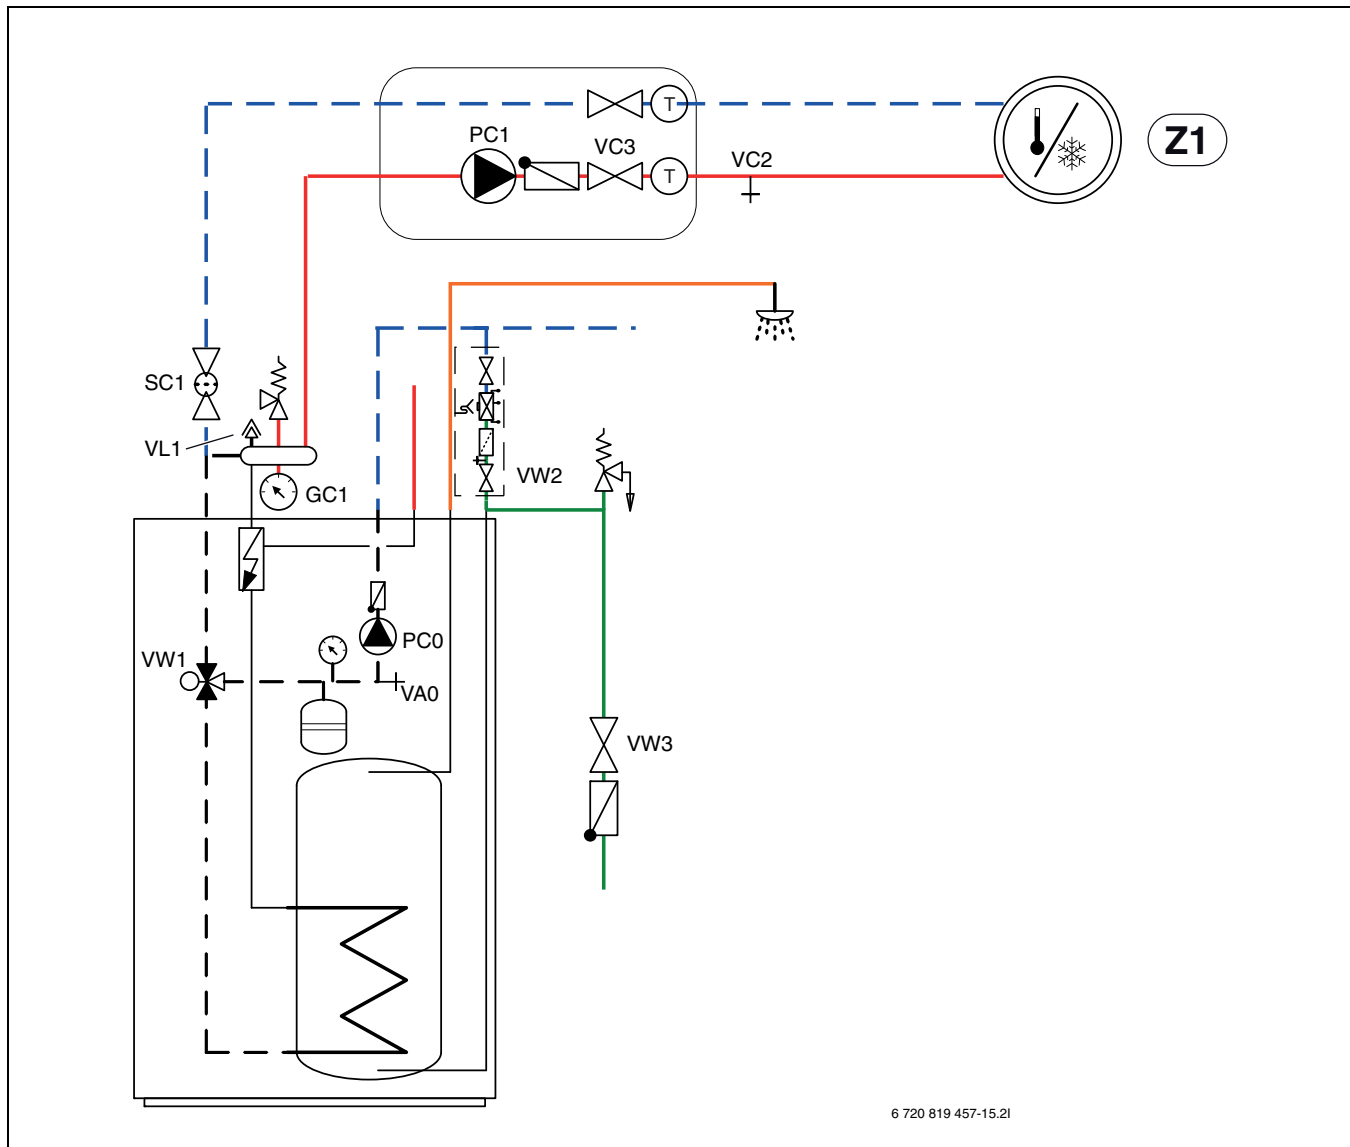 T
PC1
VC3
T
VC2
Z1
SC1
VL1
GC1
VW2
PC0
VW1
VA0
VW3
6 720 819 457-15.2I